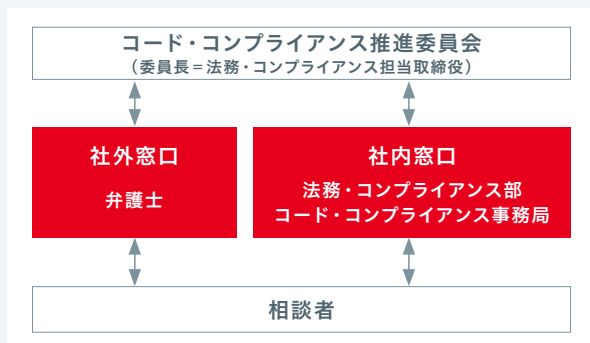 コード・コンプライアンス推進委員会
（委員長＝法務・コンプライアンス担当取締役）
社外窓口
弁護士
社内窓口
法務・コンプライアンス部
コード・コンプライアンス事務局
相談者